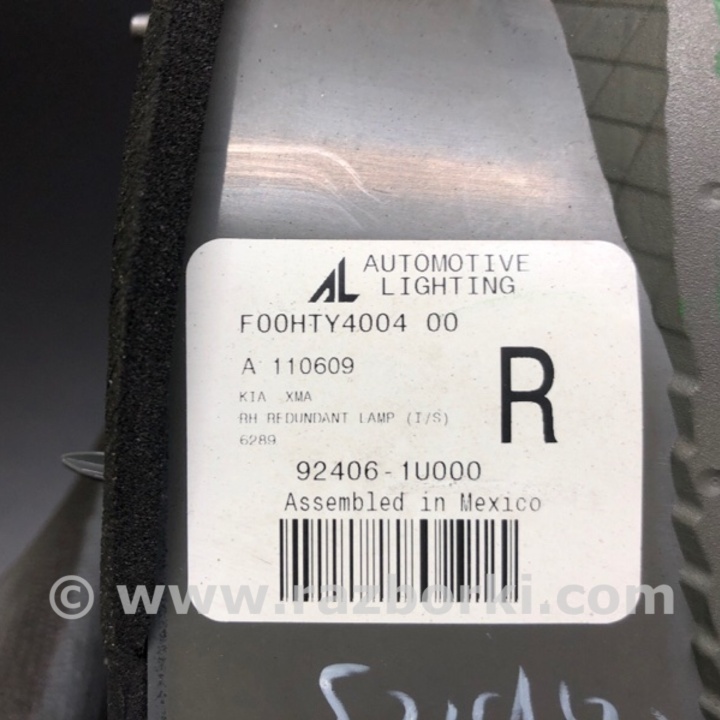 AL AUTOMOTIVE
LIGHTING
F00HTY4004 00
A 110609
R
KIA XMA
RH REDUNDANT LAMP (I/S)
6289
92406-1U000
Assembled in Mexico
© www.razborki.com